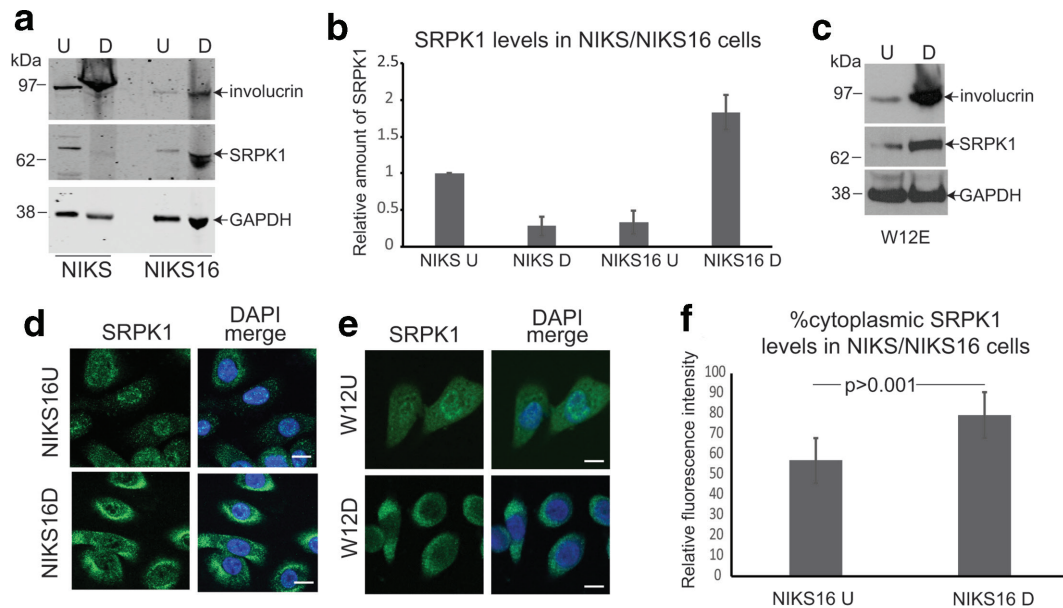 a
U D U D
kDa
97
involucrin
62
SRPK1
38
GAPDH
NIKS NIKS16
b
SRPK1 levels in NIKS/NIKS16 cells
Relative amount of SRPK1
2.5
2
1.5
1
0.5
0
NIKS U NIKS D NIKS16 U NIKS16 D
c
U D
kDa
97
involucrin
SRPK1
62
38
GAPDH
W12E
d
SRPK1
DAPI
merge
NIKS16U
NIKS16D
e
SRPK1
DAPI
merge
W12U
W12D
f
%cytoplasmic SRPK1
levels in NIKS/NIKS16 cells
Relative fluorescence intensity
100
90
80
70
60
50
40
30
20
10
0
p>0.001
NIKS16 U NIKS16 D